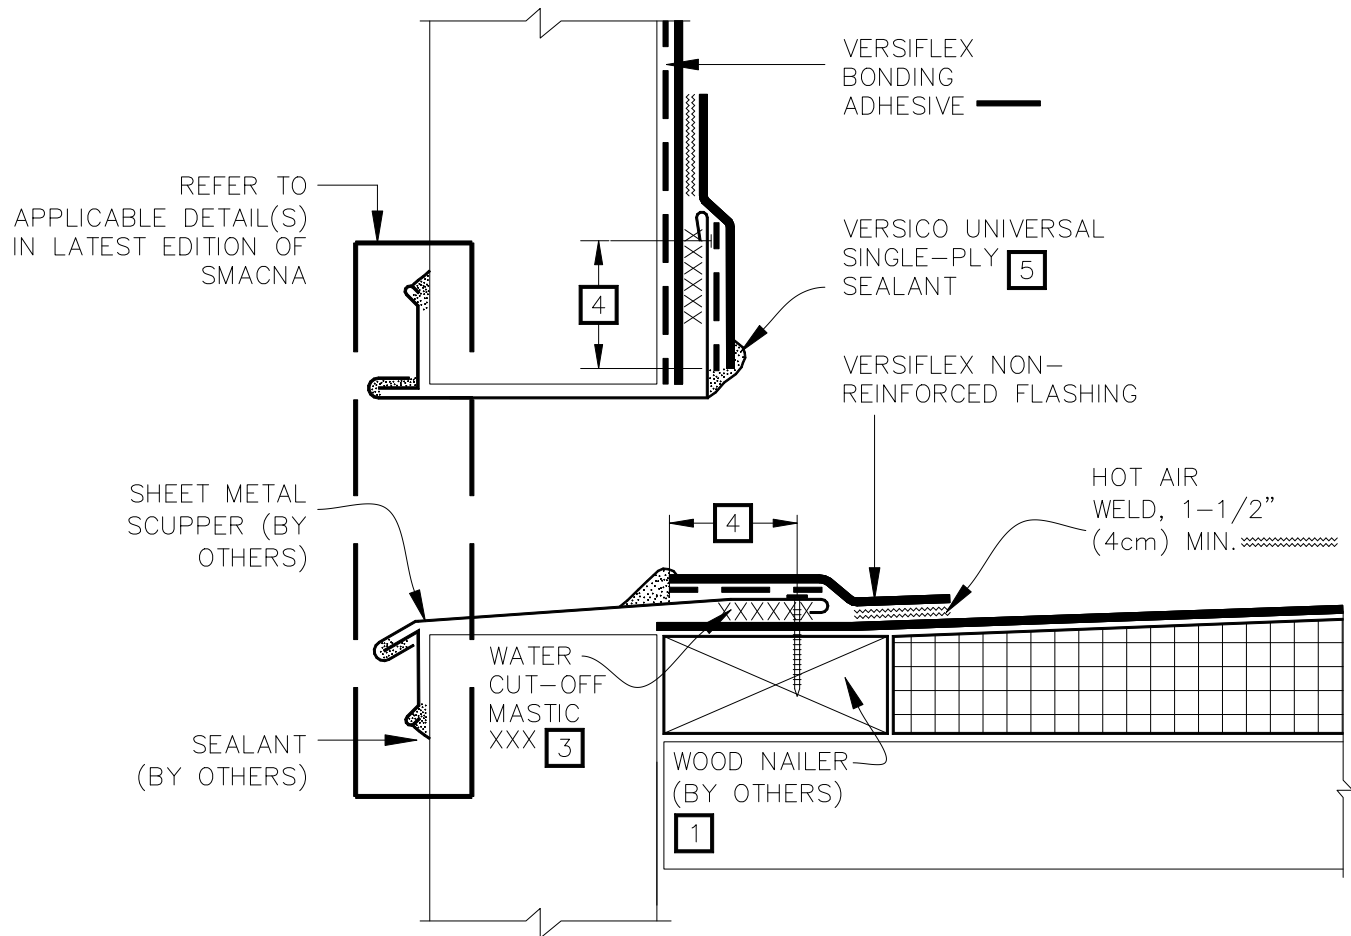 VERSIFLEX
BONDING
ADHESIVE
REFER TO
APPLICABLE DETAIL(S)
IN LATEST EDITION OF
SMACNA
VERSICO UNIVERSAL
SINGLE-PLY 5
SEALANT
4
VERSIFLEX NON-
REINFORCED FLASHING
SHEET METAL
SCUPPER (BY
OTHERS)
4
HOT AIR
WELD, 1-1/2"
(4cm) MIN.
WATER
CUT-OFF
MASTIC
XXX 3
SEALANT
(BY OTHERS)
WOOD NAILER
(BY OTHERS)
1